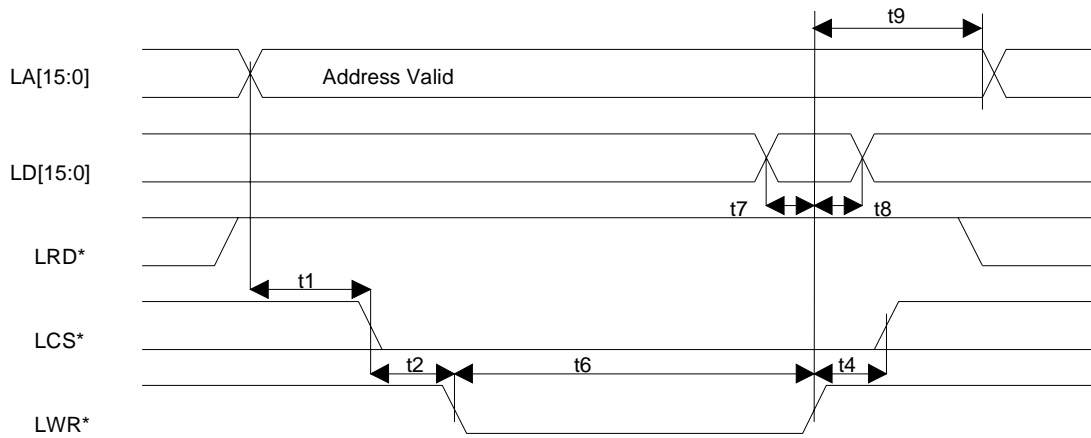 t9
LA[15:0]
Address Valid
LD[15:0]
t7
t8
LRD*
t1
LCS*
t2
t6
t4
LWR*